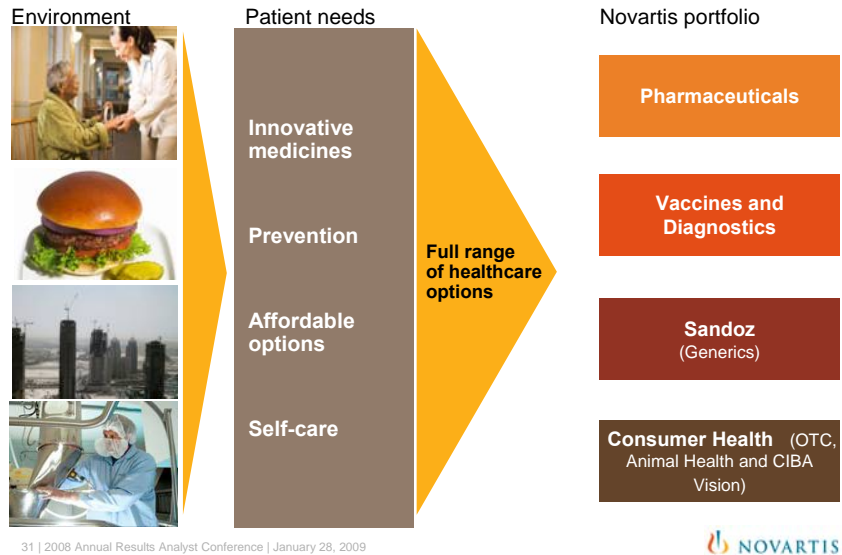 Environment
Patient needs
Novartis portfolio
Innovative
medicines
Prevention
Affordable
options
Self-care
Full range
of healthcare
options
Pharmaceuticals
Vaccines and
Diagnostics
Sandoz
(Generics)
Consumer Health (OTC,
Animal Health and CIBA
Vision)
31 | 2008 Annual Results Analyst Conference | January 28, 2009
NOVARTIS